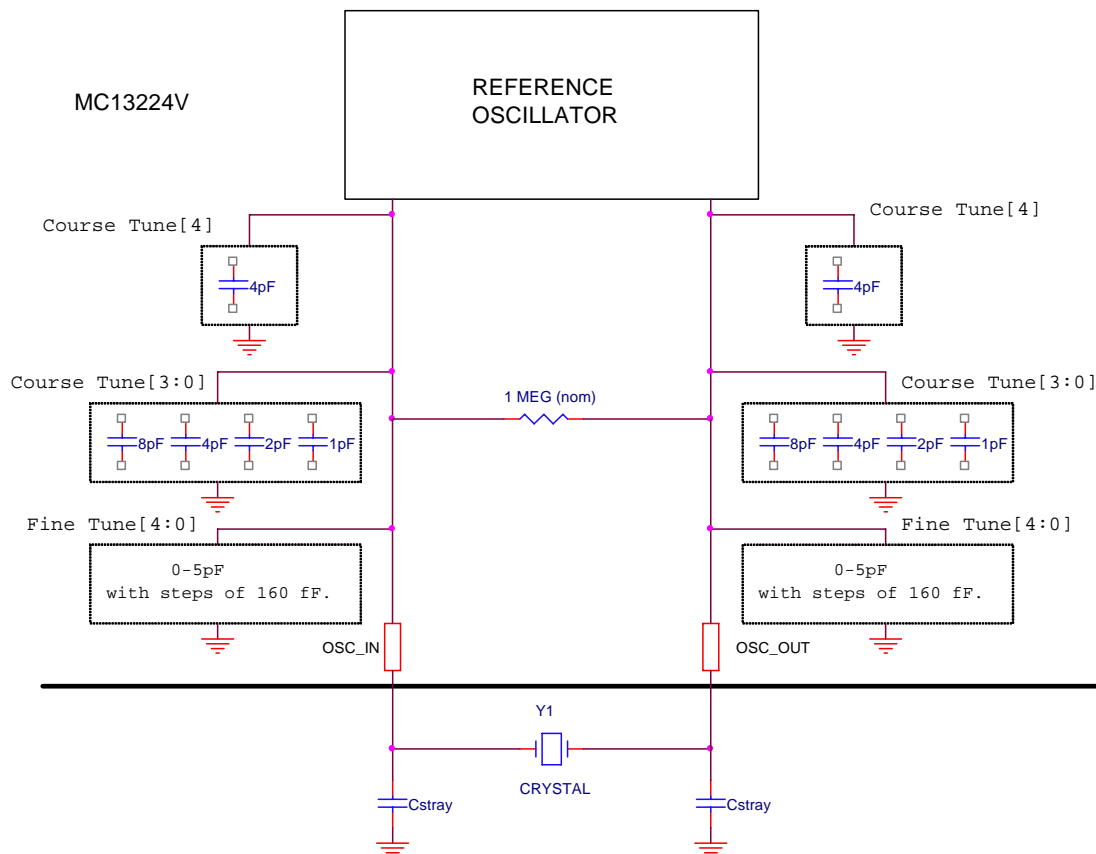 REFERENCE
OSCILLATOR
MC13224V
Course Tune[4]
Course Tune[4]
4pF
4pF
Course Tune[3:0]
Course Tune[3:0]
1 MEG (nom)
8pF 4pF 2pF 1pF
8pF 4pF 2pF 1pF
Fine Tune[4:0]
Fine Tune[4:0]
0-5pF
with steps of 160 fF.
0-5pF
with steps of 160 fF.
OSC_IN
OSC_OUT
Y1
CRYSTAL
Cstray
Cstray